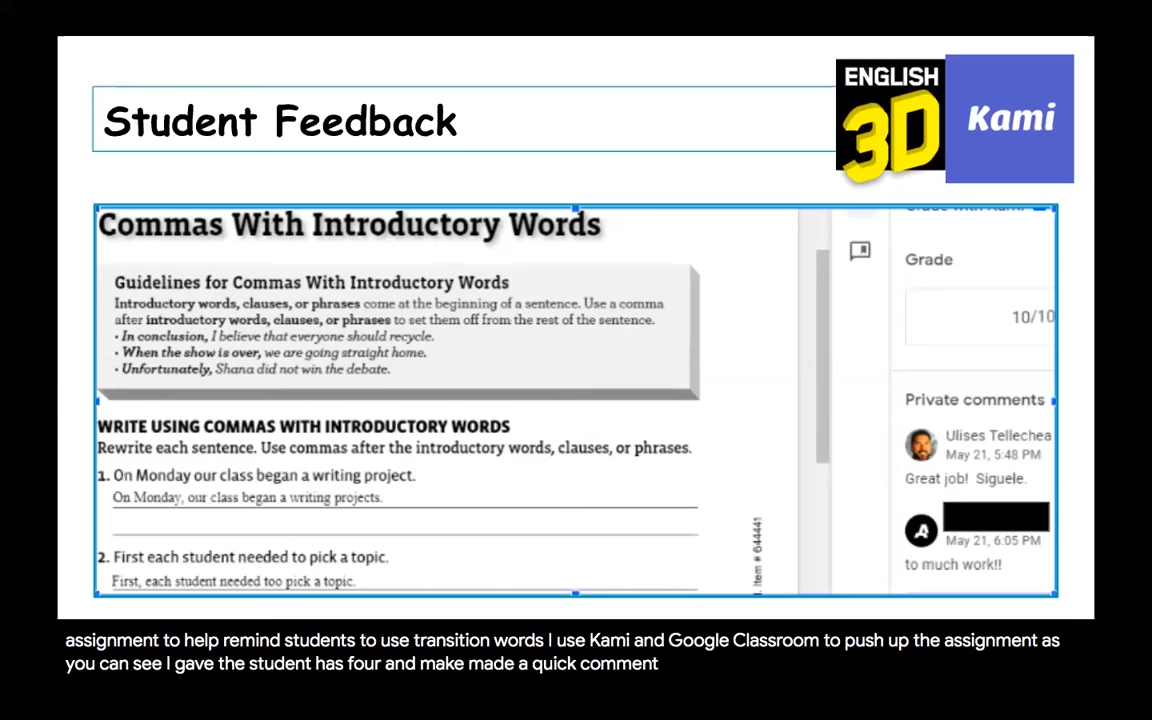 Student Feedback
ENGLISH
3D
Kami
Commas With Introductory Words
Guidelines for Commas With Introductory Words
Introductory words, clauses, or phrases come at the beginning of a sentence. Use a comma
after introductory words, clauses, or phrases to set them off from the rest of the sentence.
• In conclusion, I believe that everyone should recycle.
• When the show is over, we are going straight home.
• Unfortunately, Shana did not win the debate.
WRITE USING COMMAS WITH INTRODUCTORY WORDS
Rewrite each sentence. Use commas after the introductory words, clauses, or phrases.
1. On Monday our class began a writing project.
On Monday, our class began a writing projects.
2. First each student needed to pick a topic.
First, each student needed too pick a topic.
Item # 644441
Grade
10/10
Private comments
Ulises Tellechea
May 21, 5:48 PM
Great job! Siguele.
A
May 21, 6:05 PM
to much work!!
assignment to help remind students to use transition words I use Kami and Google Classroom to push up the assignment as
you can see I gave the student has four and make made a quick comment